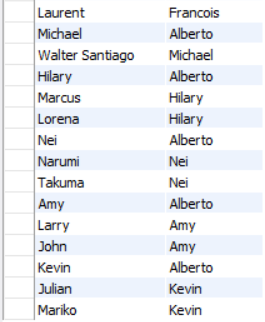 Laurent Francois
Michael Alberto
Walter Santiago Michael
Hilary Alberto
Marcus Hilary
Lorena Hilary
Nei Alberto
Narumi Nei
Takuma Nei
Amy Alberto
Larry Amy
John Amy
Kevin Alberto
Julian Kevin
Mariko Kevin